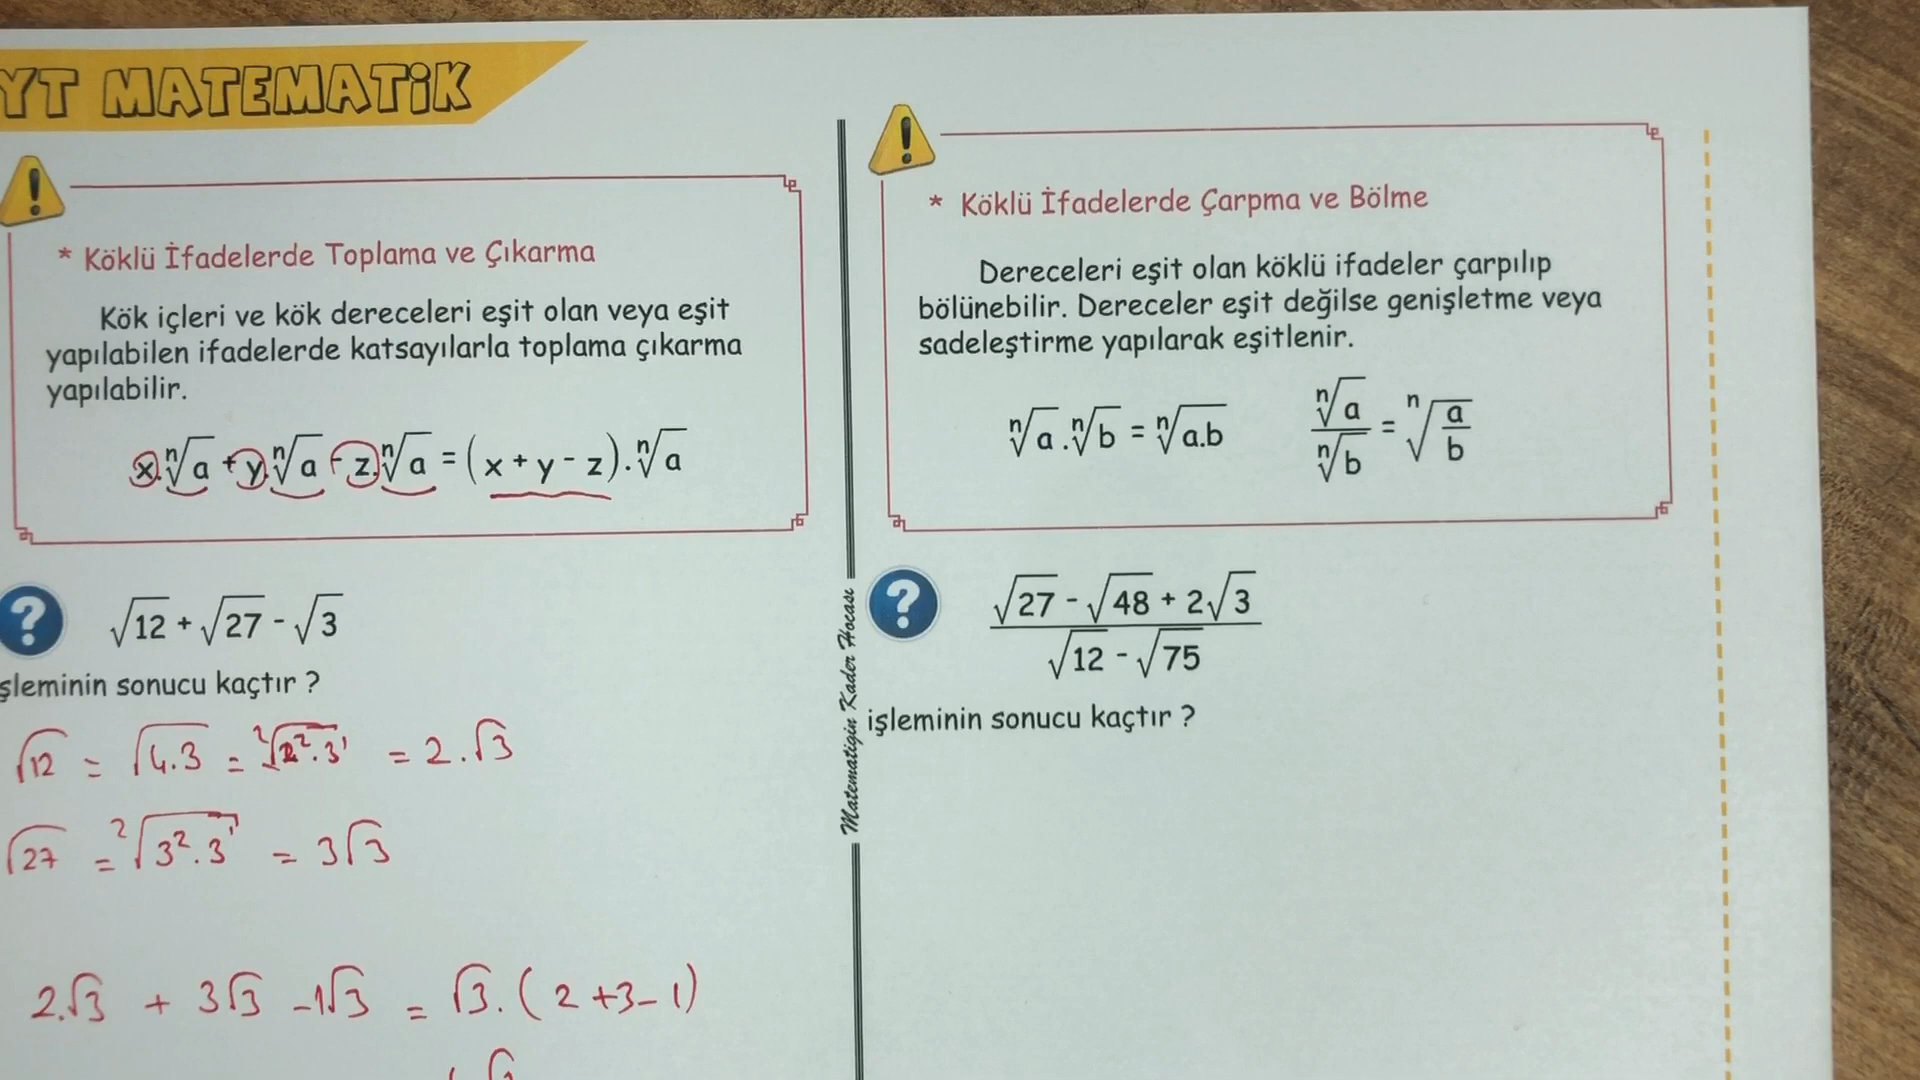 YT MATEMATİK
* Köklü İfadelerde Toplama ve Çıkarma
Kök içleri ve kök dereceleri eşit olan veya eşit
yapılabilen ifadelerde katsayılarla toplama çıkarma
yapılabilir.
x.ⁿ√a + y.ⁿ√a - z.ⁿ√a = (x + y - z).ⁿ√a
√12 + √27 - √3
şleminin sonucu kaçtır ?
√12 = √4.3 = ²√2².3¹ = 2.√3
√27 = ²√3².3¹ = 3√3
2.√3 + 3√3 - 1√3 = √3.(2+3-1)
Matematiğin Kader Hocası
* Köklü İfadelerde Çarpma ve Bölme
Dereceleri eşit olan köklü ifadeler çarpılıp
bölünebilir. Dereceler eşit değilse genişletme veya
sadeleştirme yapılarak eşitlenir.
ⁿ√a.ⁿ√b = ⁿ√a.b ⁿ√a/ⁿ√b = ⁿ√a/b
√27 - √48 + 2√3
√12 - √75
işleminin sonucu kaçtır ?